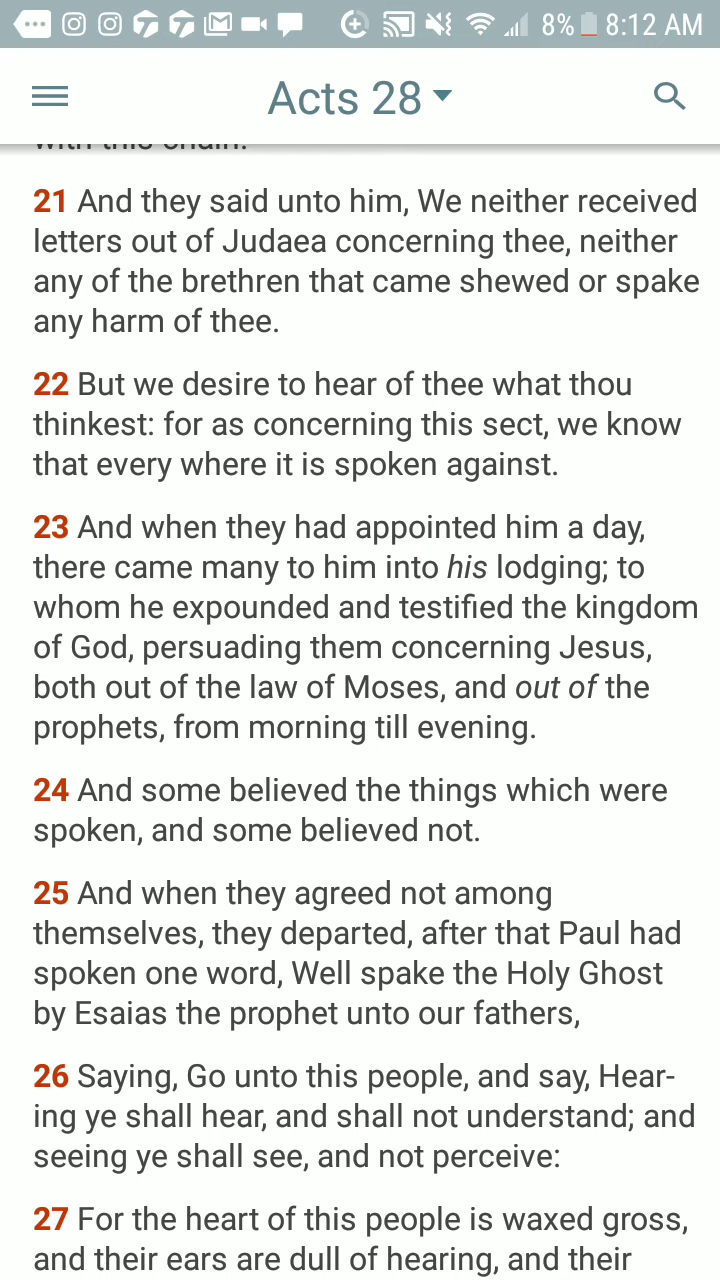 8% 8:12 AM
Acts 28
with this chain.
21 And they said unto him, We neither received
letters out of Judaea concerning thee, neither
any of the brethren that came shewed or spake
any harm of thee.
22 But we desire to hear of thee what thou
thinkest: for as concerning this sect, we know
that every where it is spoken against.
23 And when they had appointed him a day,
there came many to him into his lodging; to
whom he expounded and testified the kingdom
of God, persuading them concerning Jesus,
both out of the law of Moses, and out of the
prophets, from morning till evening.
24 And some believed the things which were
spoken, and some believed not.
25 And when they agreed not among
themselves, they departed, after that Paul had
spoken one word, Well spake the Holy Ghost
by Esaias the prophet unto our fathers,
26 Saying, Go unto this people, and say, Hear-
ing ye shall hear, and shall not understand; and
seeing ye shall see, and not perceive:
27 For the heart of this people is waxed gross,
and their ears are dull of hearing, and their